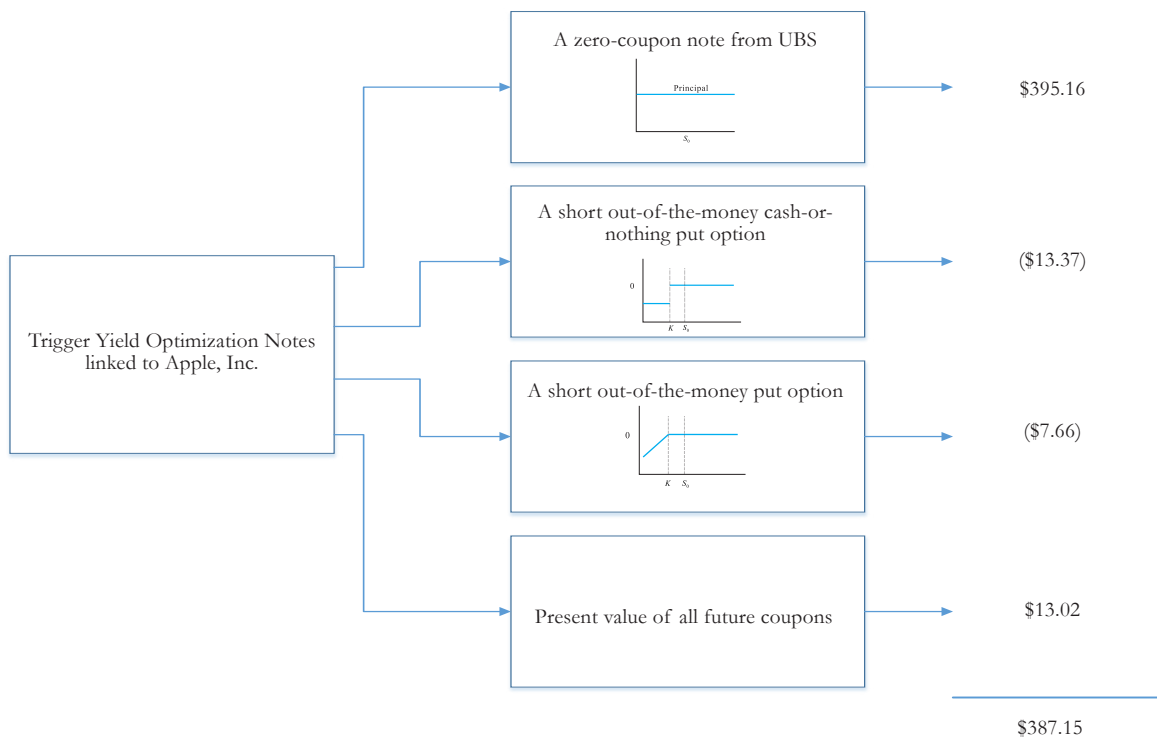 A zero-coupon note from UBS
Principal
S₀
$395.16
A short out-of-the-money cash-or-
nothing put option
0
K S₀
($13.37)
Trigger Yield Optimization Notes
linked to Apple, Inc.
A short out-of-the-money put option
0
K S₀
($7.66)
Present value of all future coupons
$13.02
$387.15